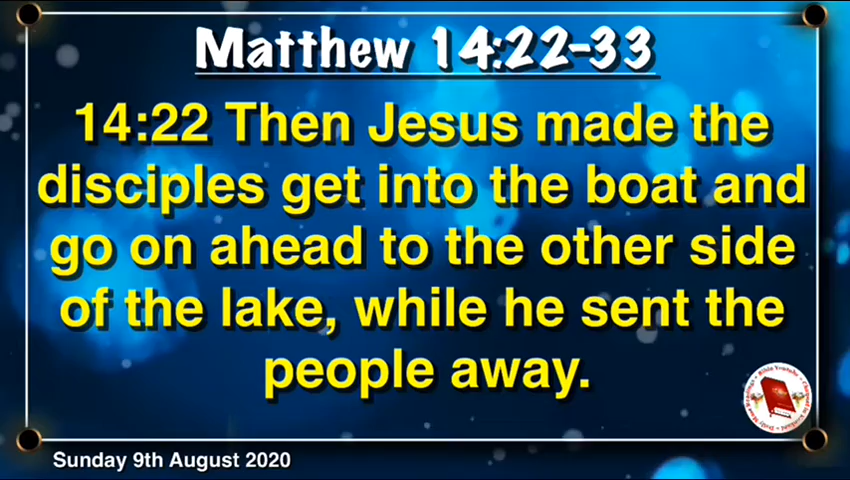 Matthew 14:22-33
14:22 Then Jesus made the
disciples get into the boat and
go on ahead to the other side
of the lake, while he sent the
people away.
Sunday 9th August 2020